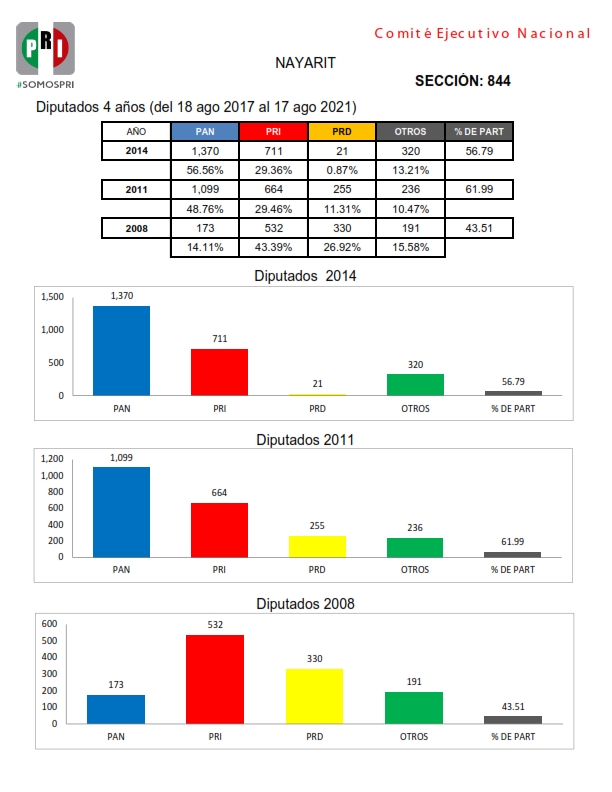 Comité Ejecutivo Nacional
PRI
#SOMOSPRI
NAYARIT
SECCIÓN: 844
Diputados 4 años (del 18 ago 2017 al 17 ago 2021)
AÑO PAN PRI PRD OTROS % DE PART
2014 1,370 711 21 320 56.79
56.56% 29.36% 0.87% 13.21%
2011 1,099 664 255 236 61.99
48.76% 29.46% 11.31% 10.47%
2008 173 532 330 191 43.51
14.11% 43.39% 26.92% 15.58%
Diputados 2014
1,500
1,000
500
0
1,370 711 21 320 56.79
PAN PRI PRD OTROS % DE PART
Diputados 2011
1,200
1,000
800
600
400
200
0
1,099 664 255 236 61.99
PAN PRI PRD OTROS % DE PART
Diputados 2008
600
500
400
300
200
100
0
173 532 330 191 43.51
PAN PRI PRD OTROS % DE PART